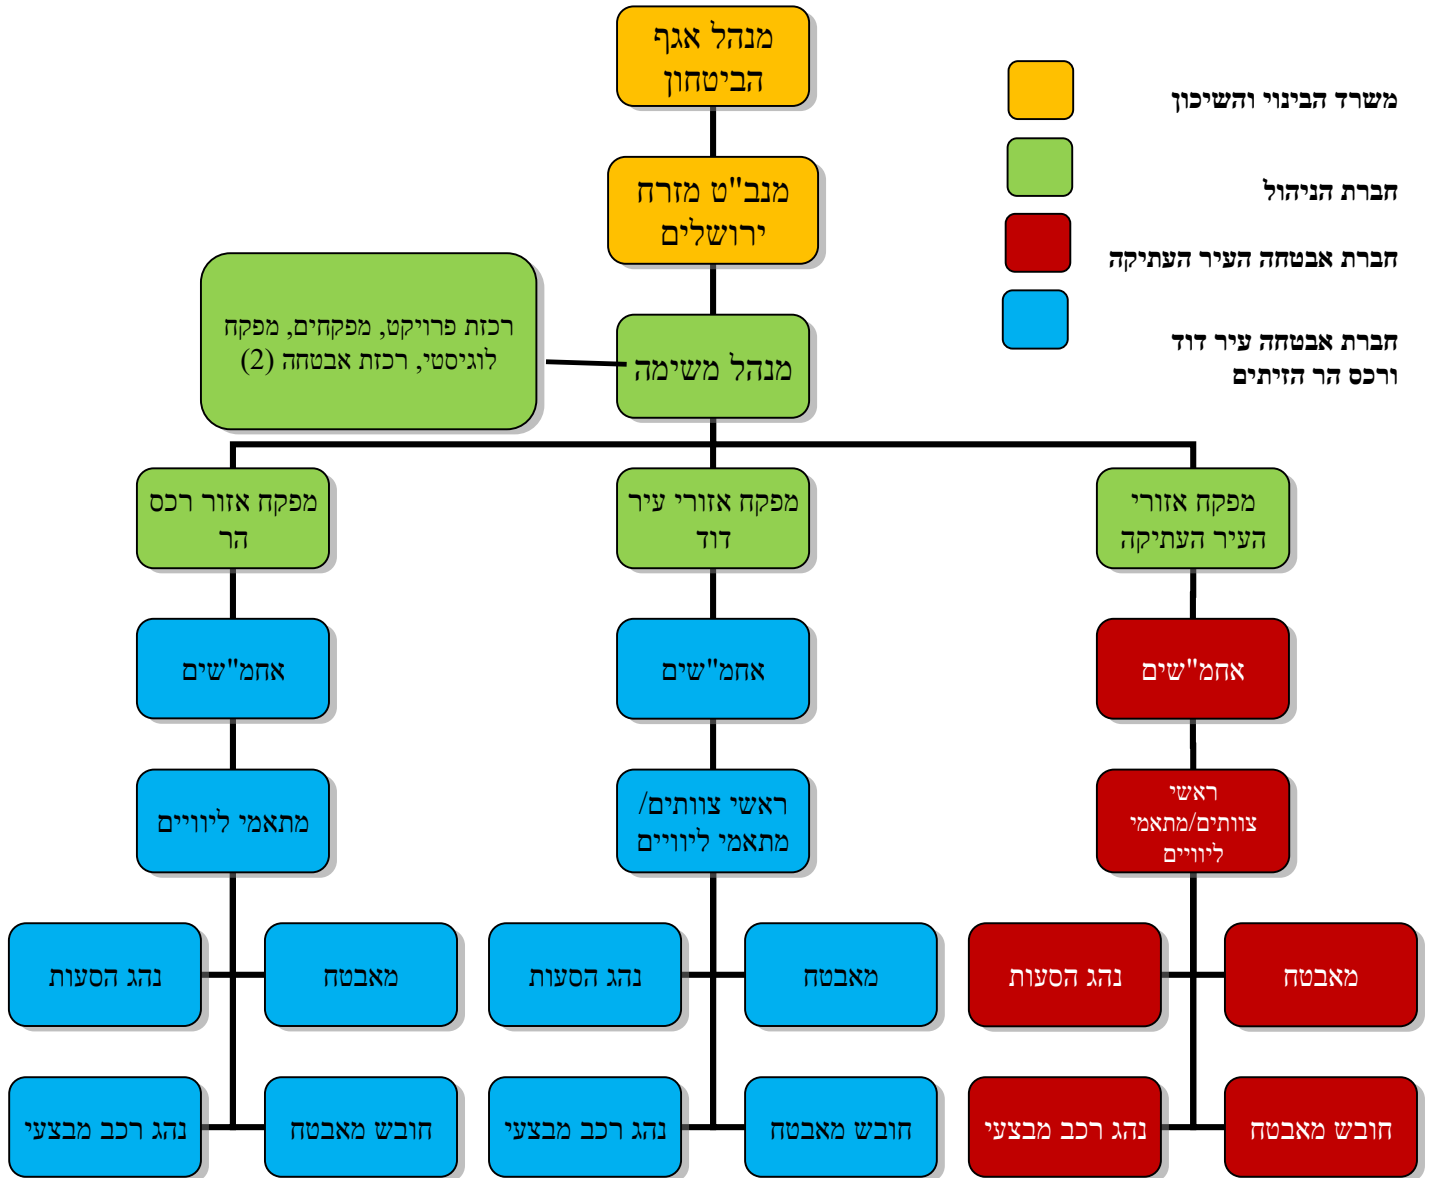 מנהל אגף
הביטחון
מנב"ט מזרח
ירושלים
משרד הבינוי והשיכון
חברת הניהול
חברת אבטחה העיר העתיקה
חברת אבטחה עיר דוד
ורכס הר הזיתים
רכזת פרויקט, מפקחים, מפקח
לוגיסטי, רכזת אבטחה (2)
מנהל משימה
מפקח אזורי
העיר העתיקה
מפקח אזורי עיר
דוד
מפקח אזור רכס
הר
אחמ"שים
אחמ"שים
אחמ"שים
ראשי
צוותים/מתאמי
ליוויים
ראשי צוותים/
מתאמי ליוויים
מתאמי ליוויים
מאבטח
נהג הסעות
מאבטח
נהג הסעות
מאבטח
נהג הסעות
חובש מאבטח
נהג רכב מבצעי
חובש מאבטח
נהג רכב מבצעי
חובש מאבטח
נהג רכב מבצעי